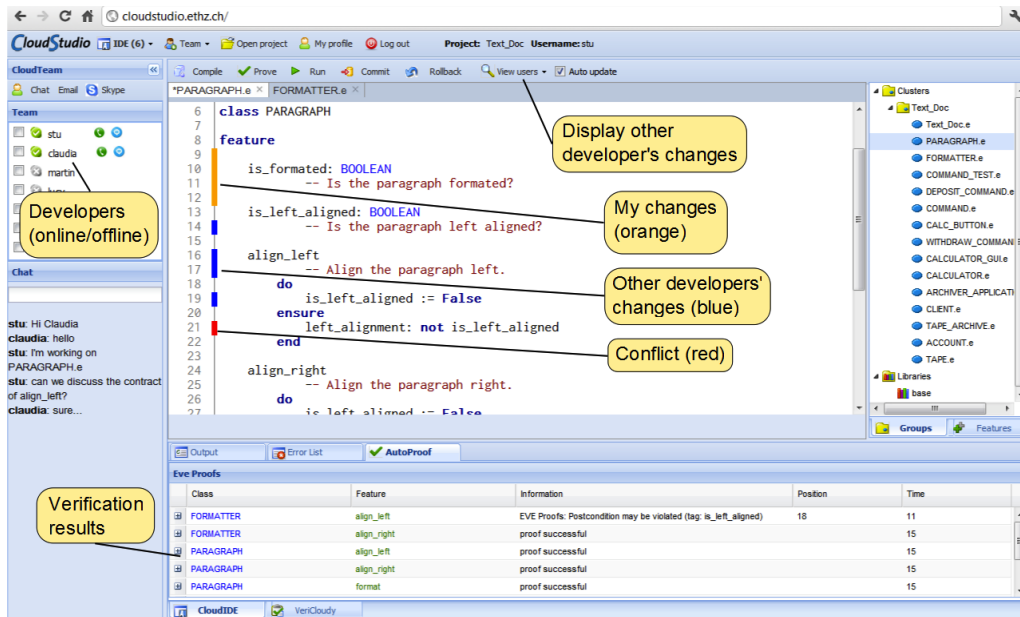 cloudstudio.ethz.ch/
CloudStudio IDE (6) Team Open project My profile Log out Project: Text_Doc Username: stu
CloudTeam
Chat Email Skype
Team
stu
claudia
martin
Developers
(online/offline)
Chat
stu: Hi Claudia
claudia: hello
stu: I'm working on
PARAGRAPH.e
stu: can we discuss the contract
of align_left?
claudia: sure...
Compile Prove Run Commit Rollback View users Auto update
*PARAGRAPH.e FORMATTER.e
6 class PARAGRAPH
7
8 feature
9
10 is_formated: BOOLEAN
11 -- Is the paragraph formated?
12
13 is_left_aligned: BOOLEAN
14 -- Is the paragraph left aligned?
15
16 align_left
17 -- Align the paragraph left.
18 do
19 is_left_aligned := False
20 ensure
21 left_alignment: not is_left_aligned
22 end
23
24 align_right
25 -- Align the paragraph right.
26 do
27 is_left_aligned := False
Display other
developer's changes
My changes
(orange)
Other developers'
changes (blue)
Conflict (red)
Clusters
Text_Doc
Text_Doc.e
PARAGRAPH.e
FORMATTER.e
COMMAND_TEST.e
DEPOSIT_COMMAND.e
COMMAND.e
CALC_BUTTON.e
WITHDRAW_COMMAN
CALCULATOR_GUI.e
CALCULATOR.e
ARCHIVER_APPLICATI
CLIENT.e
TAPE_ARCHIVE.e
ACCOUNT.e
TAPE.e
Libraries
base
Groups Features
Output Error List AutoProof
Eve Proofs
Class Feature Information Position Time
FORMATTER align_left EVE Proofs: Postcondition may be violated (tag: is_left_aligned) 18 11
FORMATTER align_right proof successful 15
PARAGRAPH align_left proof successful 15
PARAGRAPH align_right proof successful 15
PARAGRAPH format proof successful 15
Verification
results
CloudIDE VeriCloudy